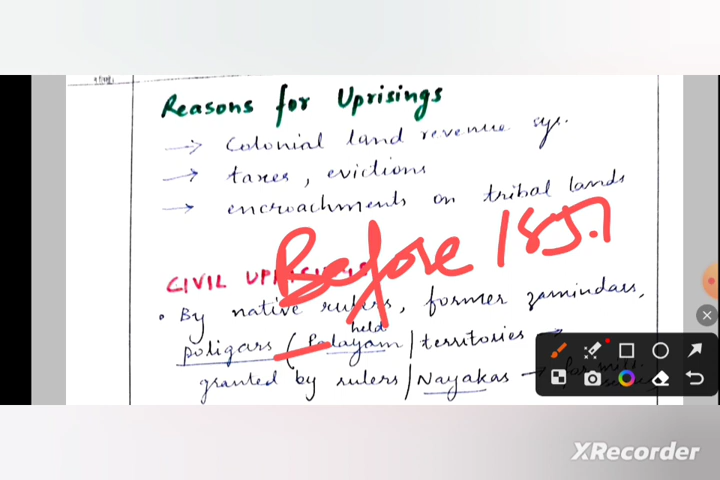 Reasons for Uprisings
→ Colonial land revenue sys.
→ taxes, evictions
→ encroachments on tribal lands
Before 1857
CIVIL UPRISINGS
• By native rulers, former zamindars,
held
poligars (Palayam/territories →
granted by rulers/Nayakas →
XRecorder